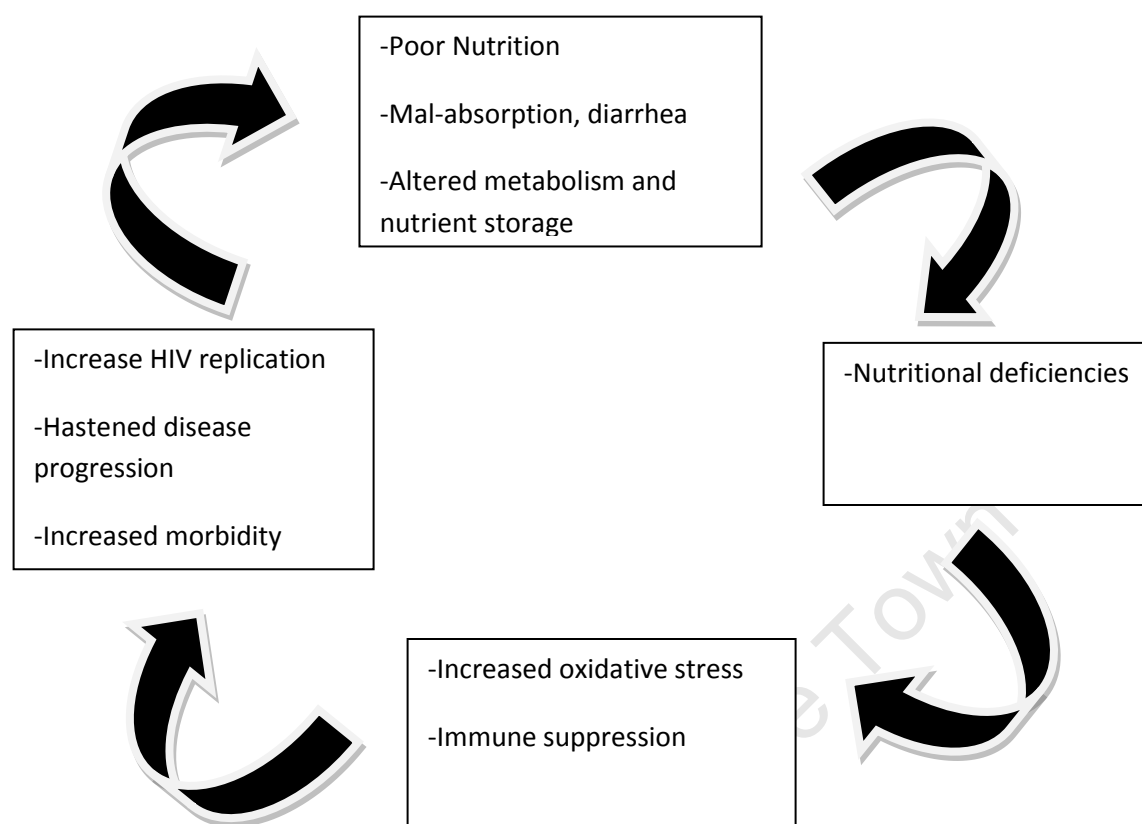 -Poor Nutrition
-Mal-absorption, diarrhea
-Altered metabolism and
nutrient storage
-Increase HIV replication
-Hastened disease
progression
-Increased morbidity
-Nutritional deficiencies
-Increased oxidative stress
-Immune suppression
Town